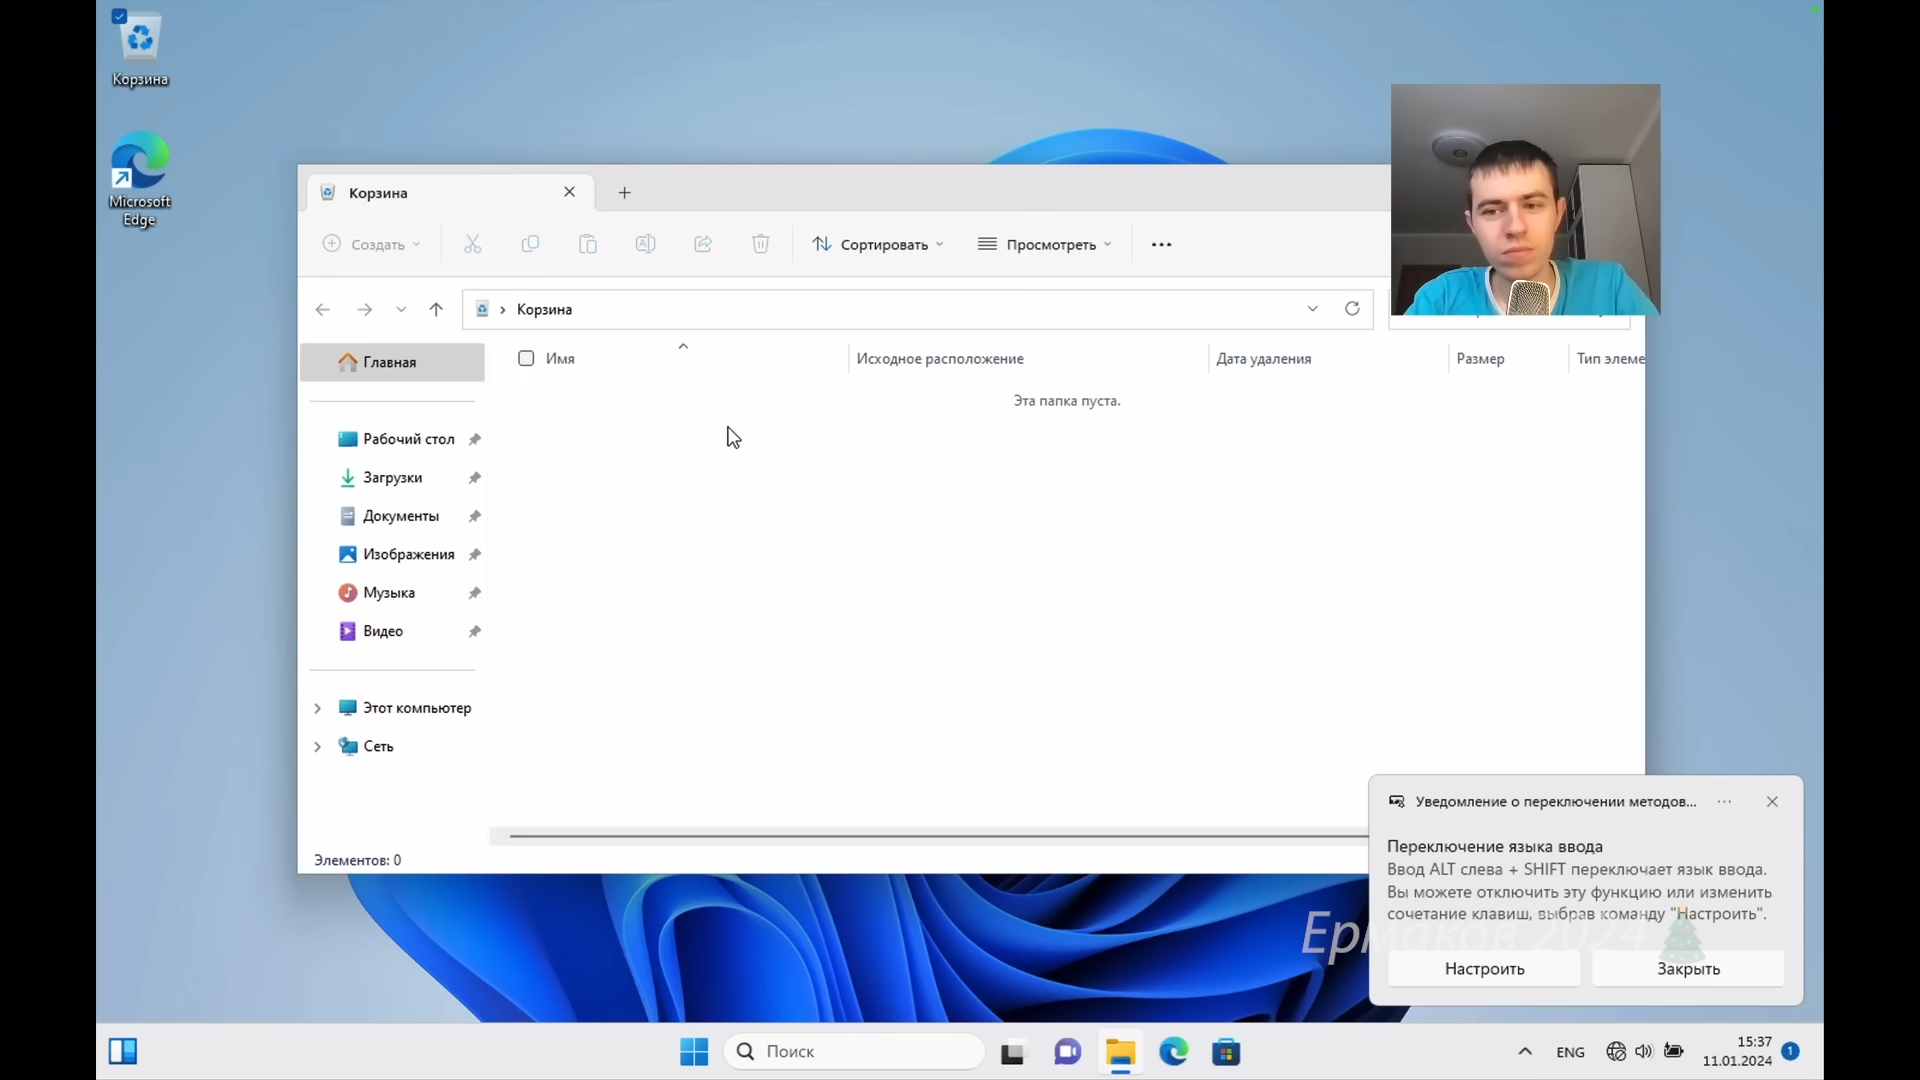 Корзина
Microsoft
Edge
Корзина
Создать
Сортировать
Просмотреть
Корзина
Главная
Имя
Исходное расположение
Дата удаления
Размер
Тип элеме
Эта папка пуста.
Рабочий стол
Загрузки
Документы
Изображения
Музыка
Видео
Этот компьютер
Сеть
Элементов: 0
Уведомление о переключении методов...
Переключение языка ввода
Ввод ALT слева + SHIFT переключает язык ввода.
Вы можете отключить эту функцию или изменить
сочетание клавиш, выбрав команду "Настроить".
Ермаков 2024
Настроить
Закрыть
Поиск
ENG
15:37
11.01.2024
1